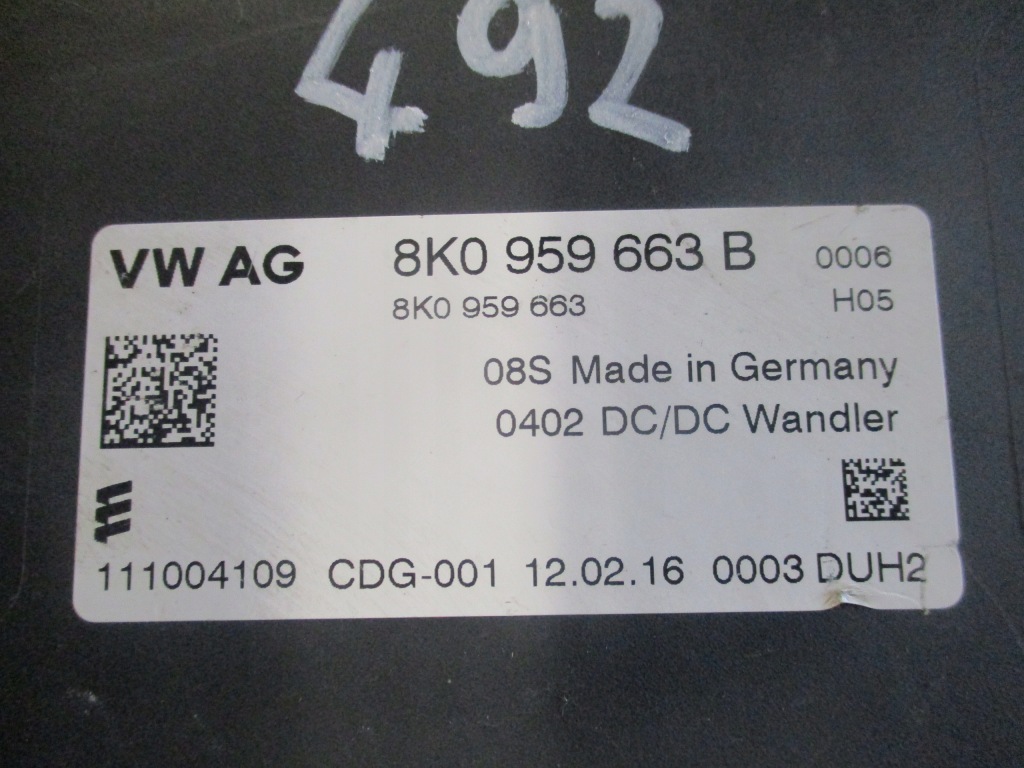 492
VW AG 8K0 959 663 B 0006
8K0 959 663 H05
08S Made in Germany
0402 DC/DC Wandler
111004109 CDG-001 12.02.16 0003 DUH2